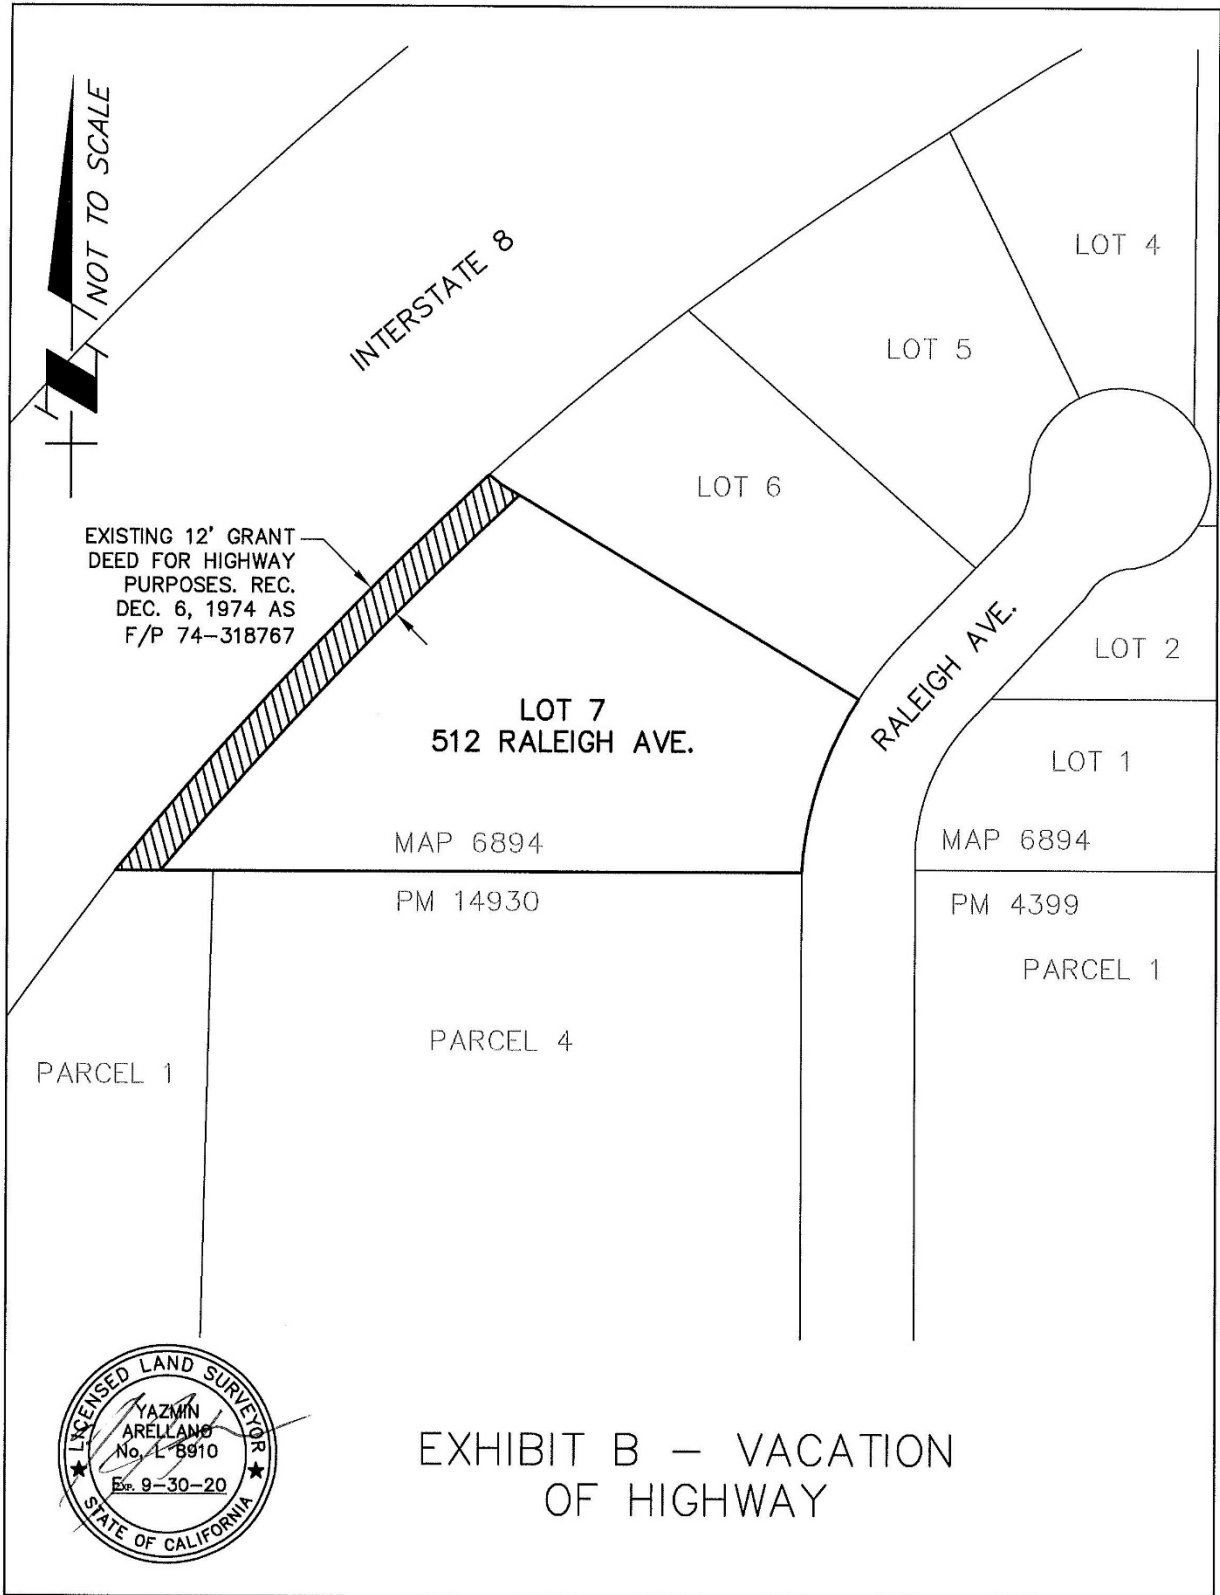 NOT TO SCALE
N
INTERSTATE 8
LOT 4
LOT 5
LOT 6
EXISTING 12' GRANT
DEED FOR HIGHWAY
PURPOSES. REC.
DEC. 6, 1974 AS
F/P 74-318767
RALEIGH AVE.
LOT 2
LOT 7
512 RALEIGH AVE.
LOT 1
MAP 6894
MAP 6894
PM 14930
PM 4399
PARCEL 1
PARCEL 4
PARCEL 1
LICENSED LAND SURVEYOR
YAZMIN
ARELLANO
No. L 8910
Exp. 9-30-20
STATE OF CALIFORNIA
EXHIBIT B – VACATION
OF HIGHWAY